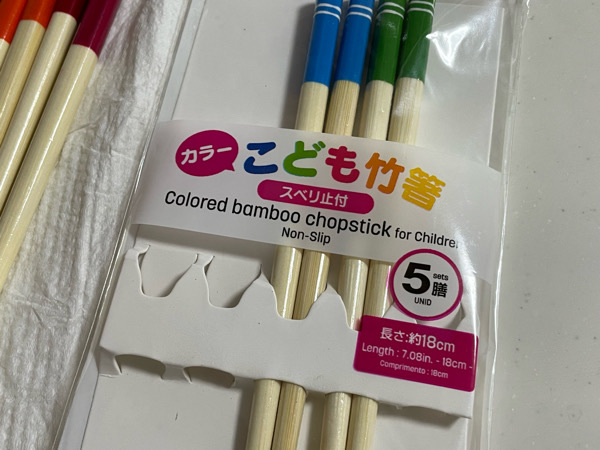 カラー
こども竹箸
スベリ止付
Colored bamboo chopstick for Children
Non-Slip
5 sets
膳
UNID
長さ:約18cm
Length : 7.08in. - 18cm -
Comprimento : 18cm